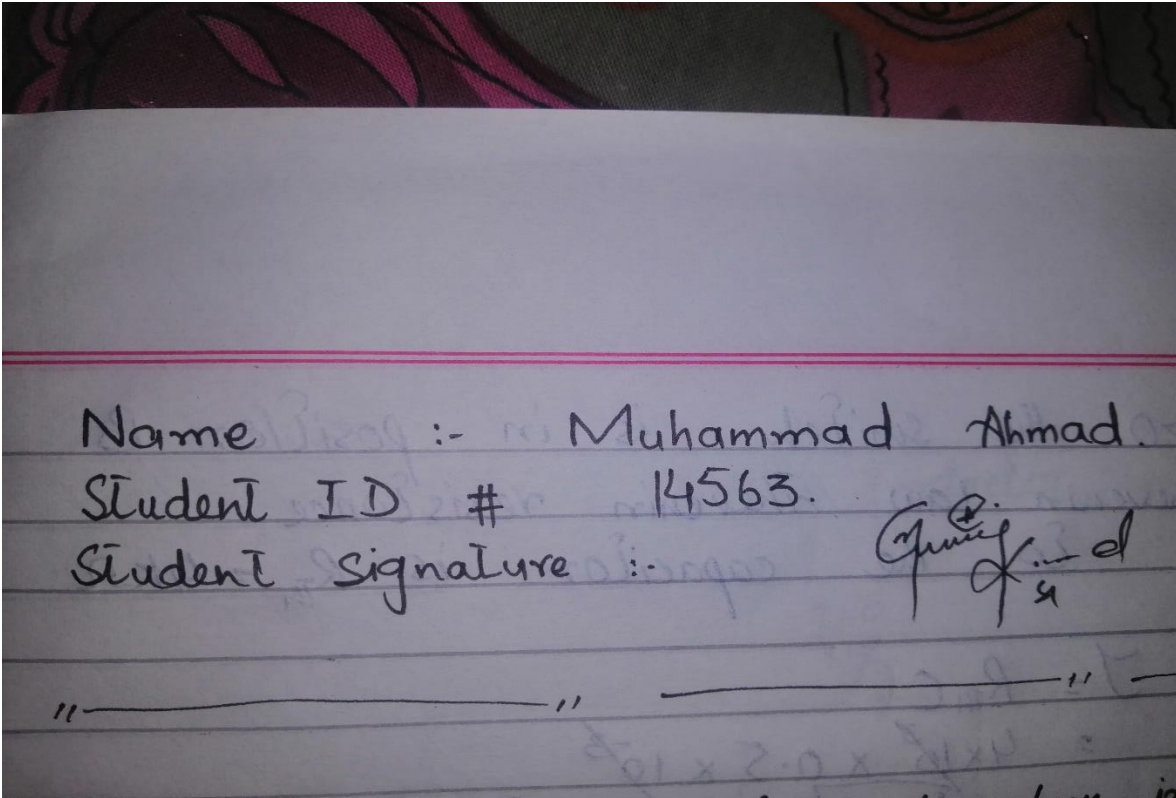 Name :- Muhammad Ahmad.
Student ID # 14563.
Student signature :-